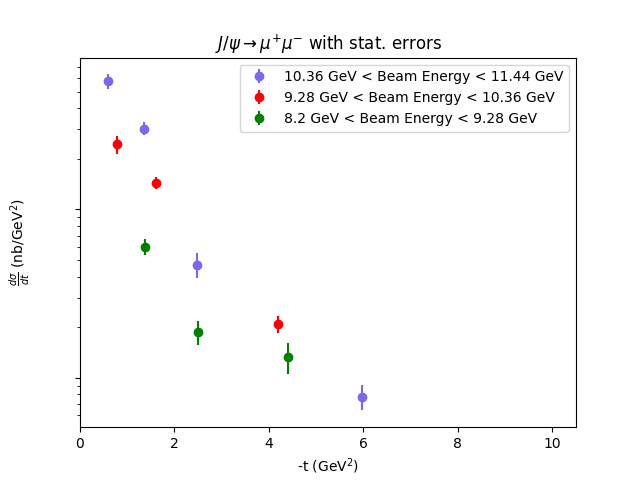 J/ψ → μ⁺μ⁻ with stat. errors
10.36 GeV < Beam Energy < 11.44 GeV
9.28 GeV < Beam Energy < 10.36 GeV
8.2 GeV < Beam Energy < 9.28 GeV
dσ/dt (nb/GeV²)
0 2 4 6 8 10
-t (GeV²)